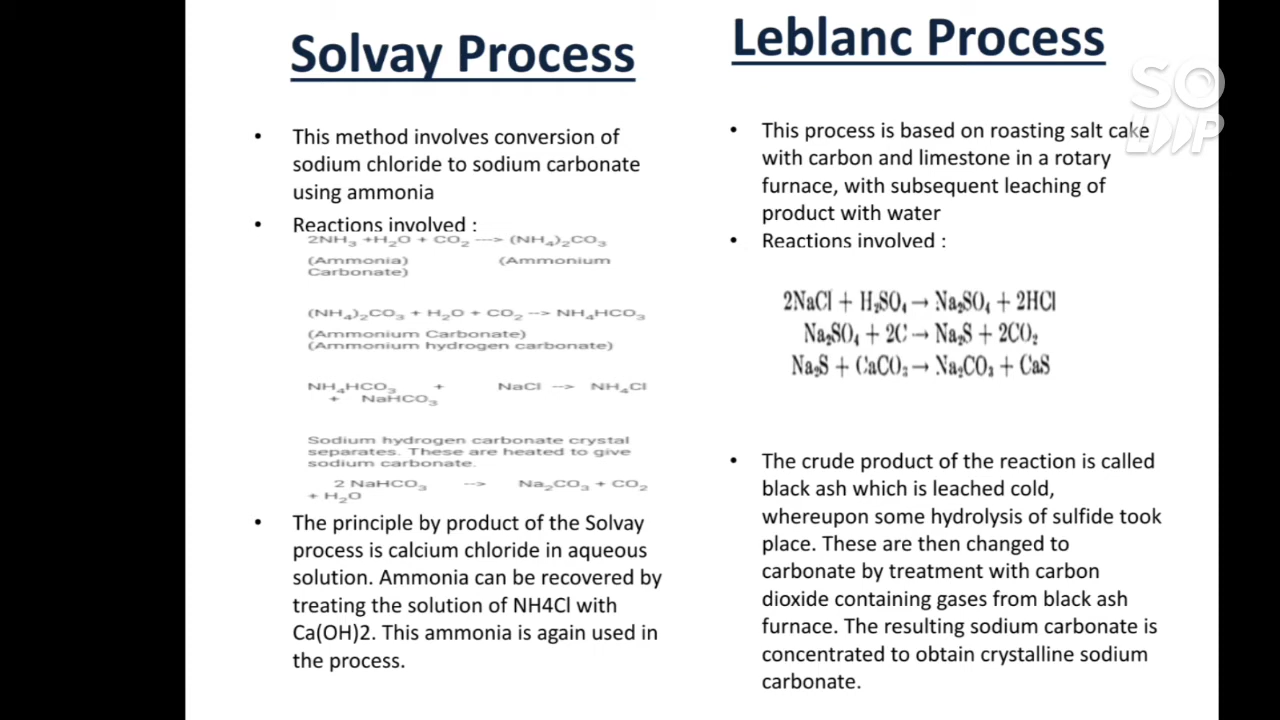 Solvay Process
• This method involves conversion of
sodium chloride to sodium carbonate
using ammonia
• Reactions involved :
2NH₃ +H₂O + CO₂ ---> (NH₄)₂CO₃
(Ammonia) (Ammonium
Carbonate)
(NH₄)₂CO₃ + H₂O + CO₂ --> NH₄HCO₃
(Ammonium Carbonate)
(Ammonium hydrogen carbonate)
NH₄HCO₃ + NaCl --> NH₄Cl
+ NaHCO₃
Sodium hydrogen carbonate crystal
separates. These are heated to give
sodium carbonate.
2 NaHCO₃ --> Na₂CO₃ + CO₂
+ H₂O
• The principle by product of the Solvay
process is calcium chloride in aqueous
solution. Ammonia can be recovered by
treating the solution of NH4Cl with
Ca(OH)2. This ammonia is again used in
the process.
Leblanc Process
• This process is based on roasting salt cake
with carbon and limestone in a rotary
furnace, with subsequent leaching of
product with water
• Reactions involved :
2NaCl + H₂SO₄ → Na₂SO₄ + 2HCl
Na₂SO₄ + 2C → Na₂S + 2CO₂
Na₂S + CaCO₃ → Na₂CO₃ + CaS
• The crude product of the reaction is called
black ash which is leached cold,
whereupon some hydrolysis of sulfide took
place. These are then changed to
carbonate by treatment with carbon
dioxide containing gases from black ash
furnace. The resulting sodium carbonate is
concentrated to obtain crystalline sodium
carbonate.
SO
LOOP